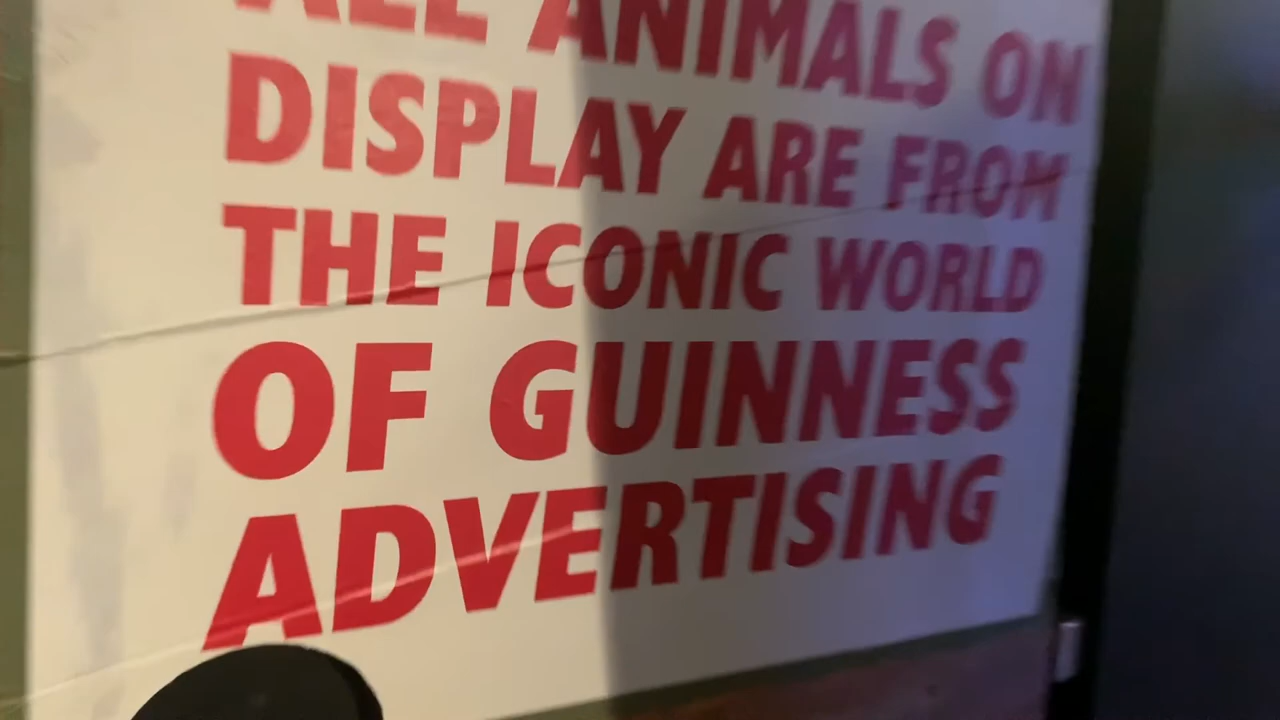 ALL ANIMALS ON
DISPLAY ARE FROM
THE ICONIC WORLD
OF GUINNESS
ADVERTISING